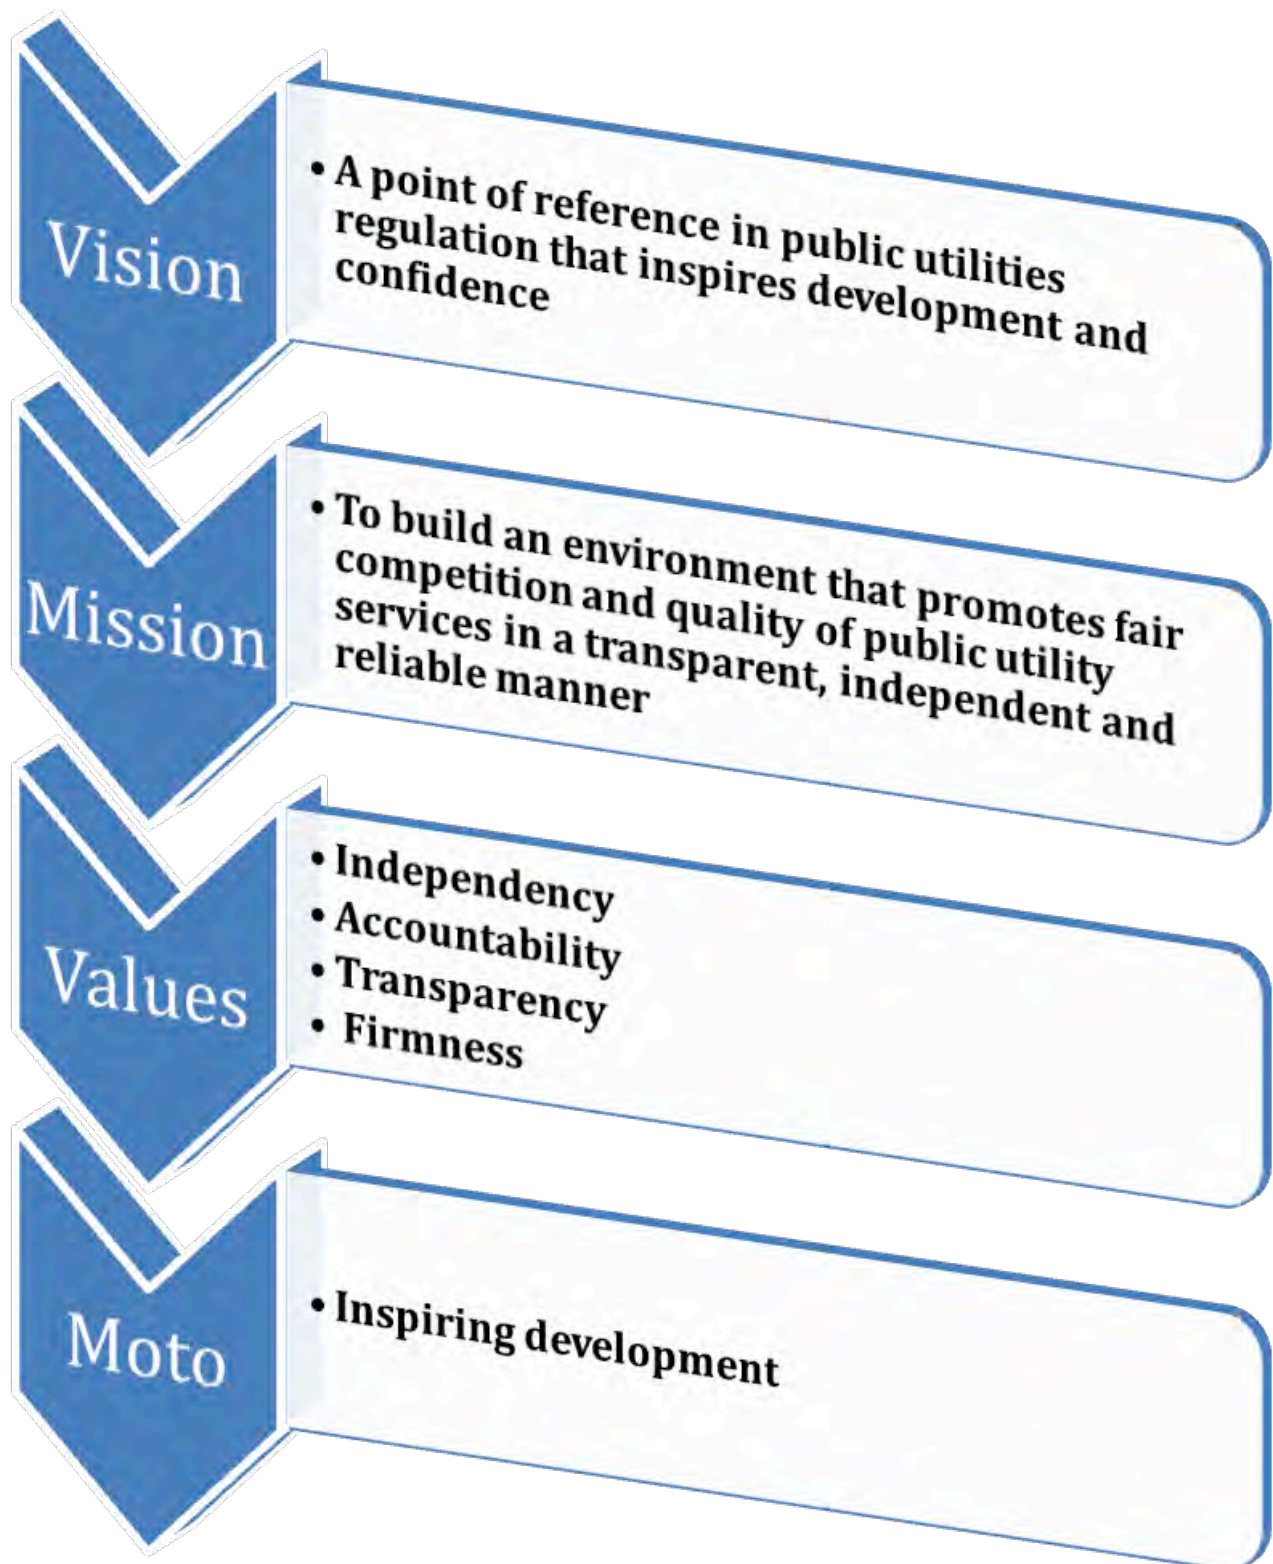 Vision
• A point of reference in public utilities
regulation that inspires development and
confidence
Mission
• To build an environment that promotes fair
competition and quality of public utility
services in a transparent, independent and
reliable manner
Values
• Independency
• Accountability
• Transparency
• Firmness
Moto
• Inspiring development